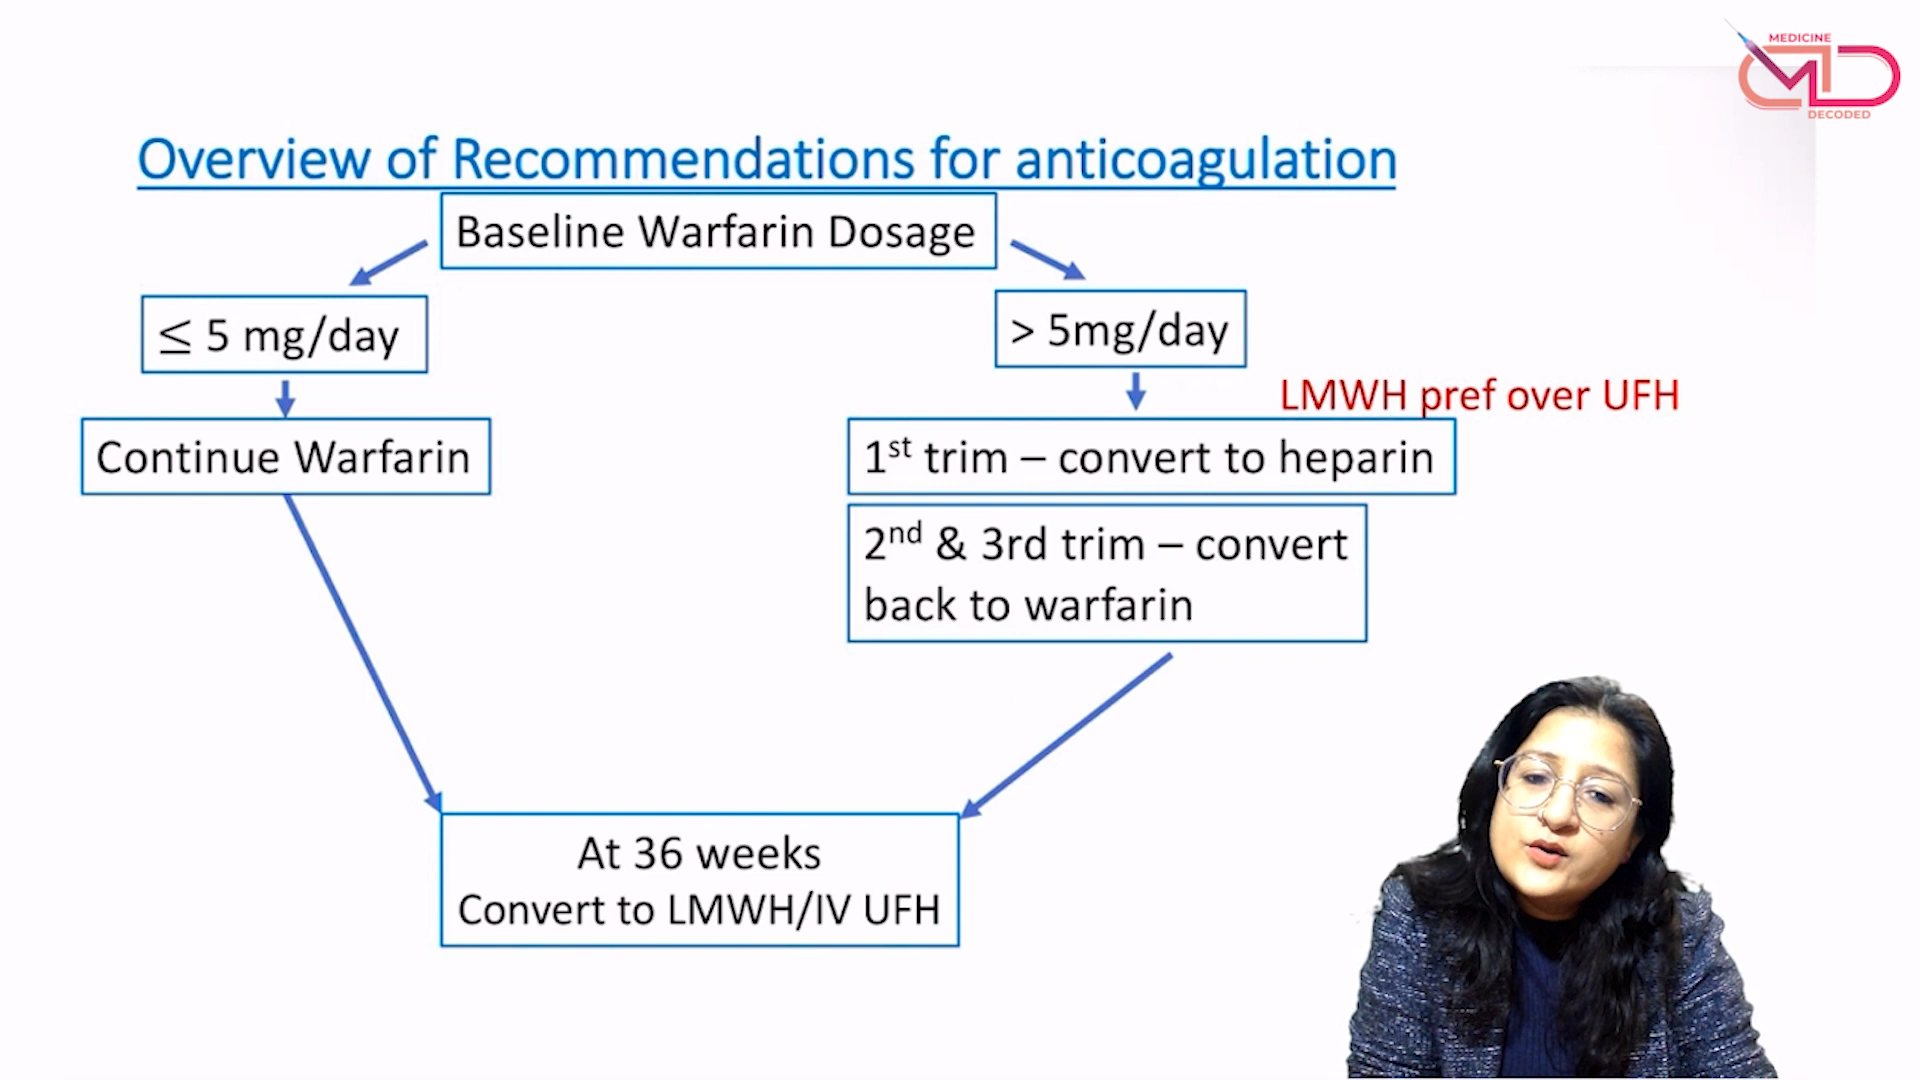 MEDICINE
DECODED
Overview of Recommendations for anticoagulation
Baseline Warfarin Dosage
≤ 5 mg/day
> 5mg/day
LMWH pref over UFH
Continue Warfarin
1st trim – convert to heparin
2nd & 3rd trim – convert
back to warfarin
At 36 weeks
Convert to LMWH/IV UFH